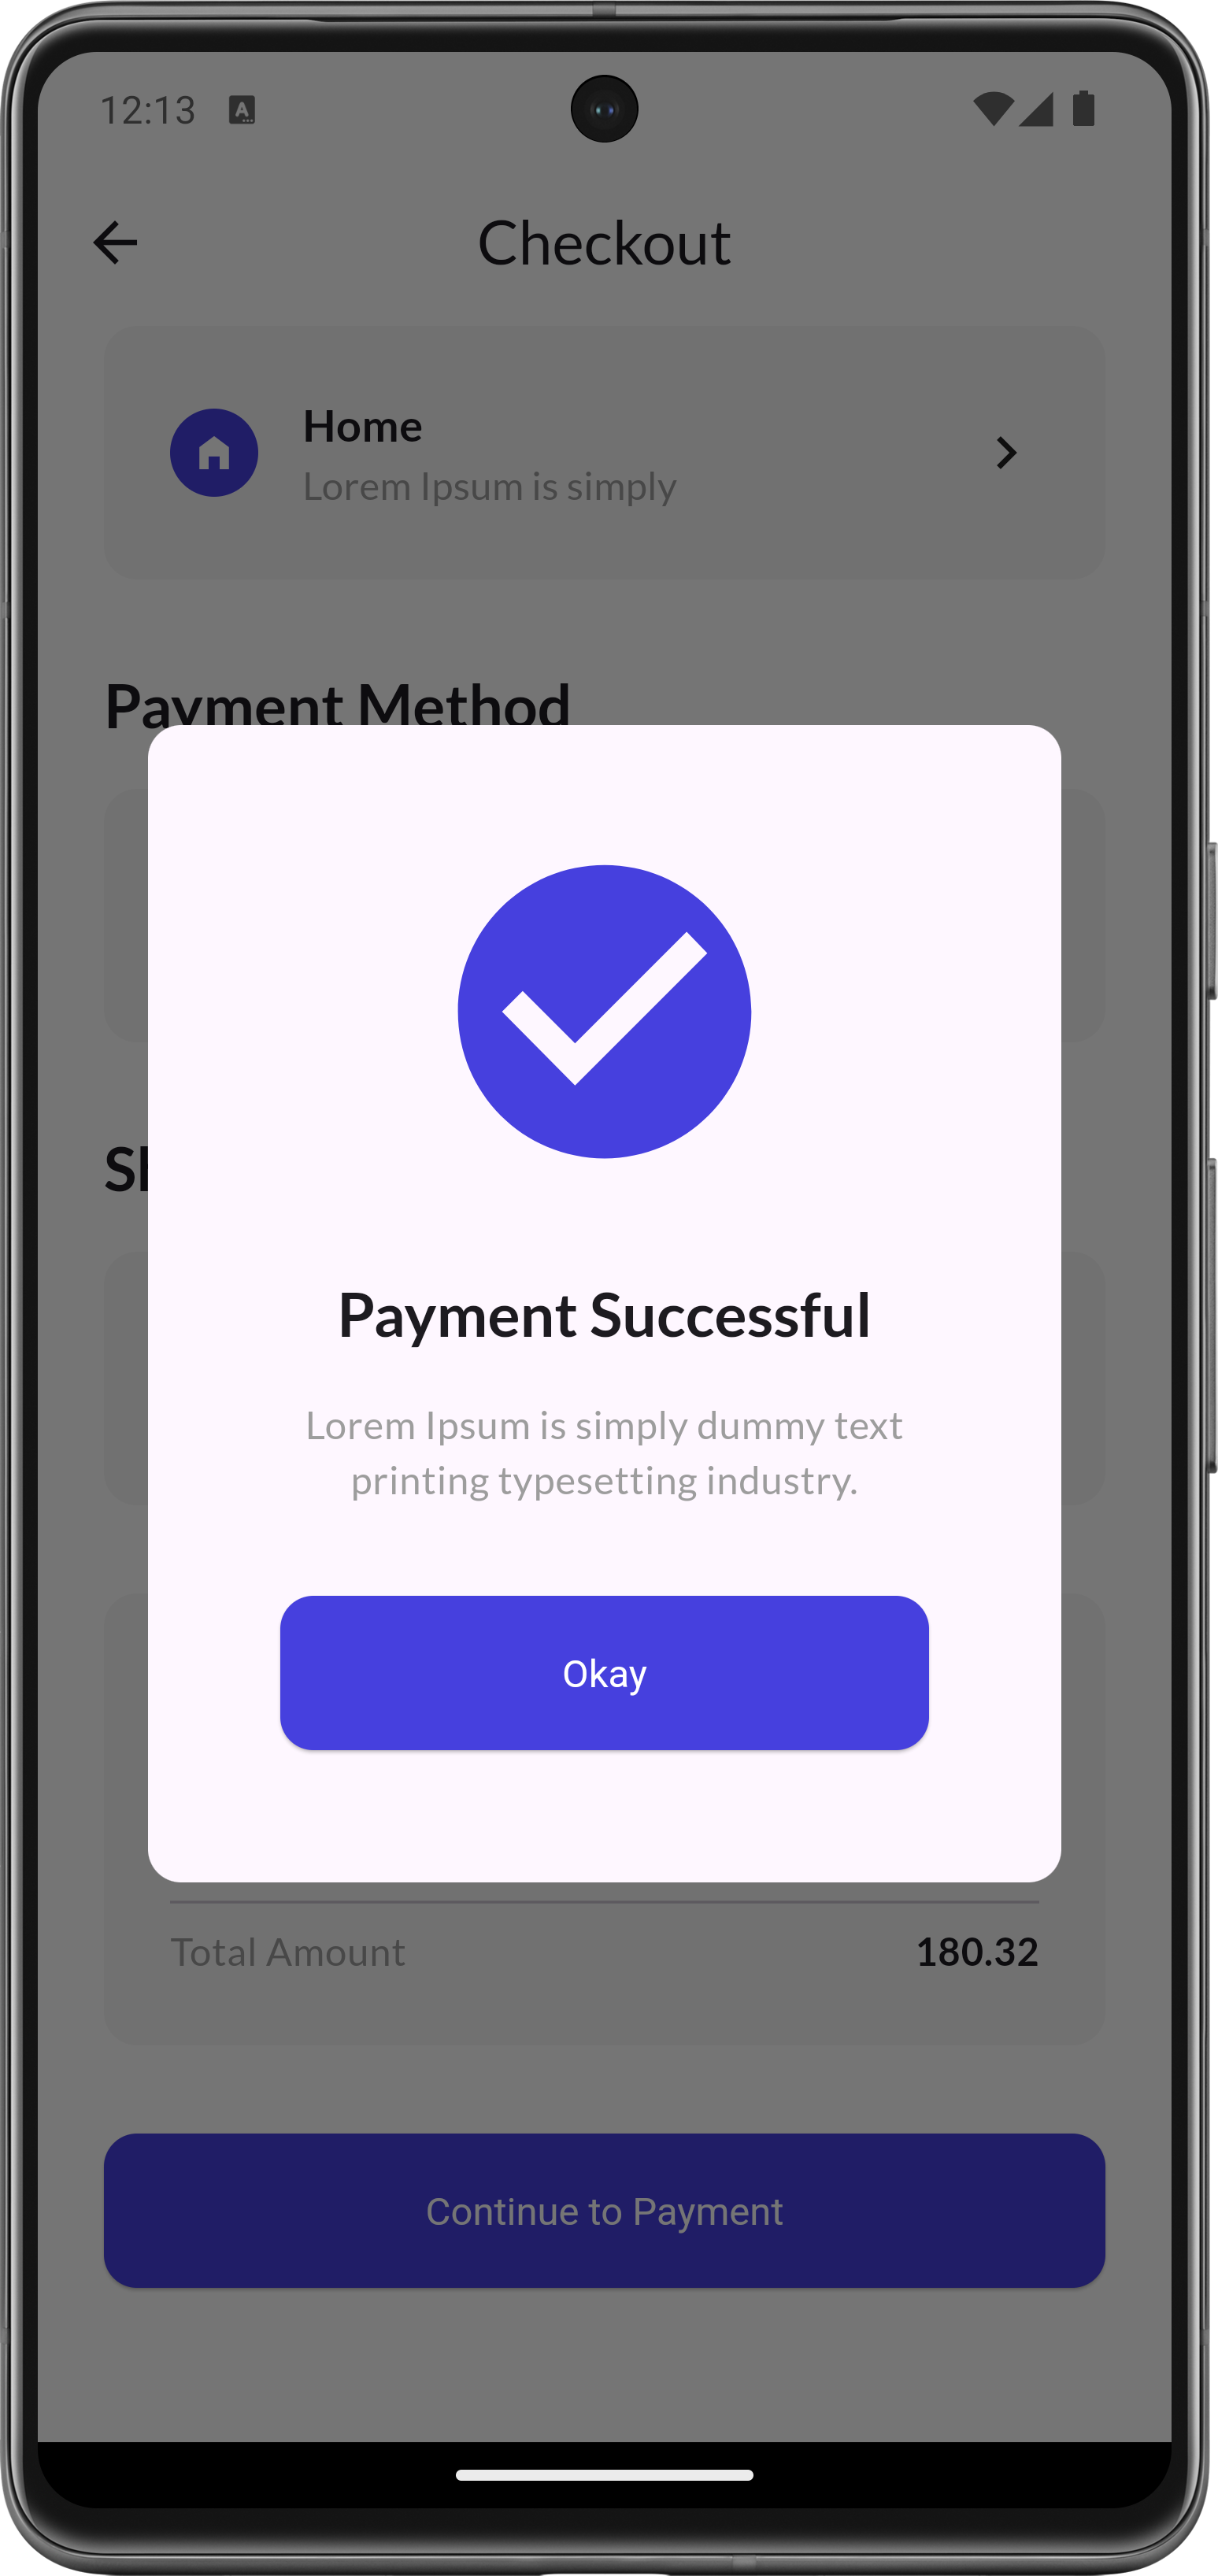 12:13
Checkout
Home
Lorem Ipsum is simply
Payment Method
Payment Successful
Lorem Ipsum is simply dummy text
printing typesetting industry.
Okay
Total Amount 180.32
Continue to Payment